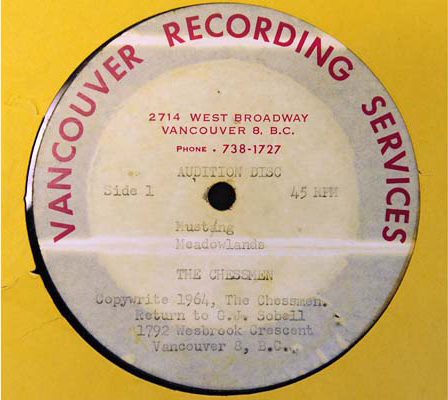 VANCOUVER RECORDING SERVICES
2714 WEST BROADWAY
VANCOUVER 8, B.C.
PHONE • 738-1727
AUDITION DISC
Side 1 45 RPM
Mustang
Meadowlands
THE CHESSMEN
Copywrite 1964, The Chessmen.
Return to G.J. Sobell
1792 Wesbrook Crescent
Vancouver 8, B.C.